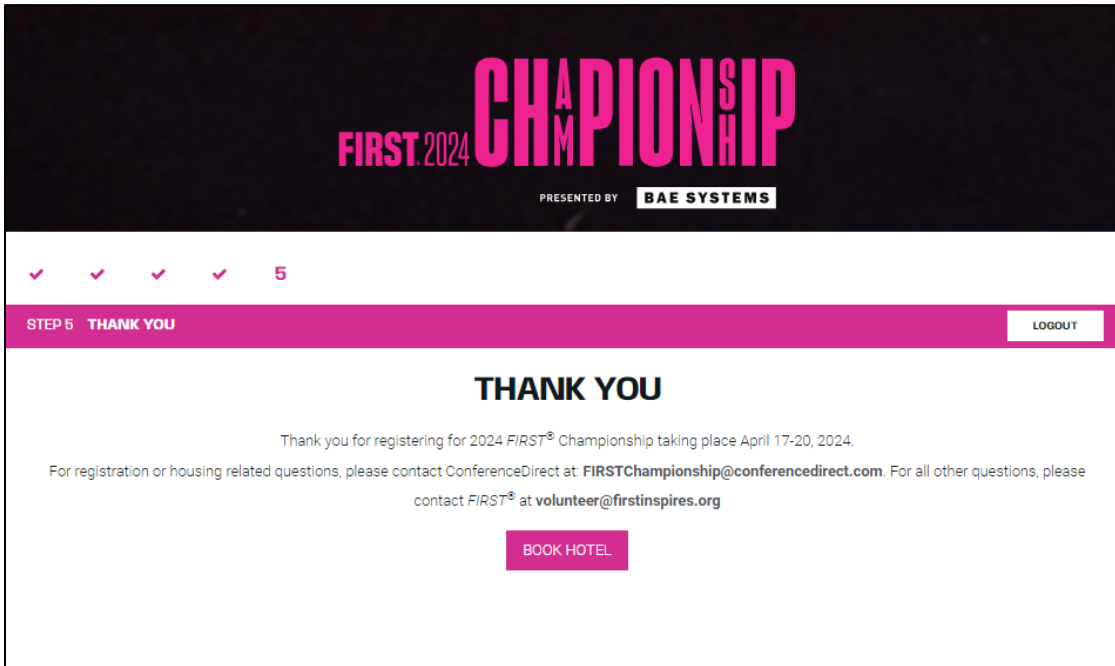 FIRST. 2024 CHAMPIONSHIP
PRESENTED BY BAE SYSTEMS
5
STEP 5 THANK YOU
LOGOUT
THANK YOU
Thank you for registering for 2024 FIRST® Championship taking place April 17-20, 2024.
For registration or housing related questions, please contact ConferenceDirect at: FIRSTChampionship@conferencedirect.com. For all other questions, please
contact FIRST® at volunteer@firstinspires.org
BOOK HOTEL